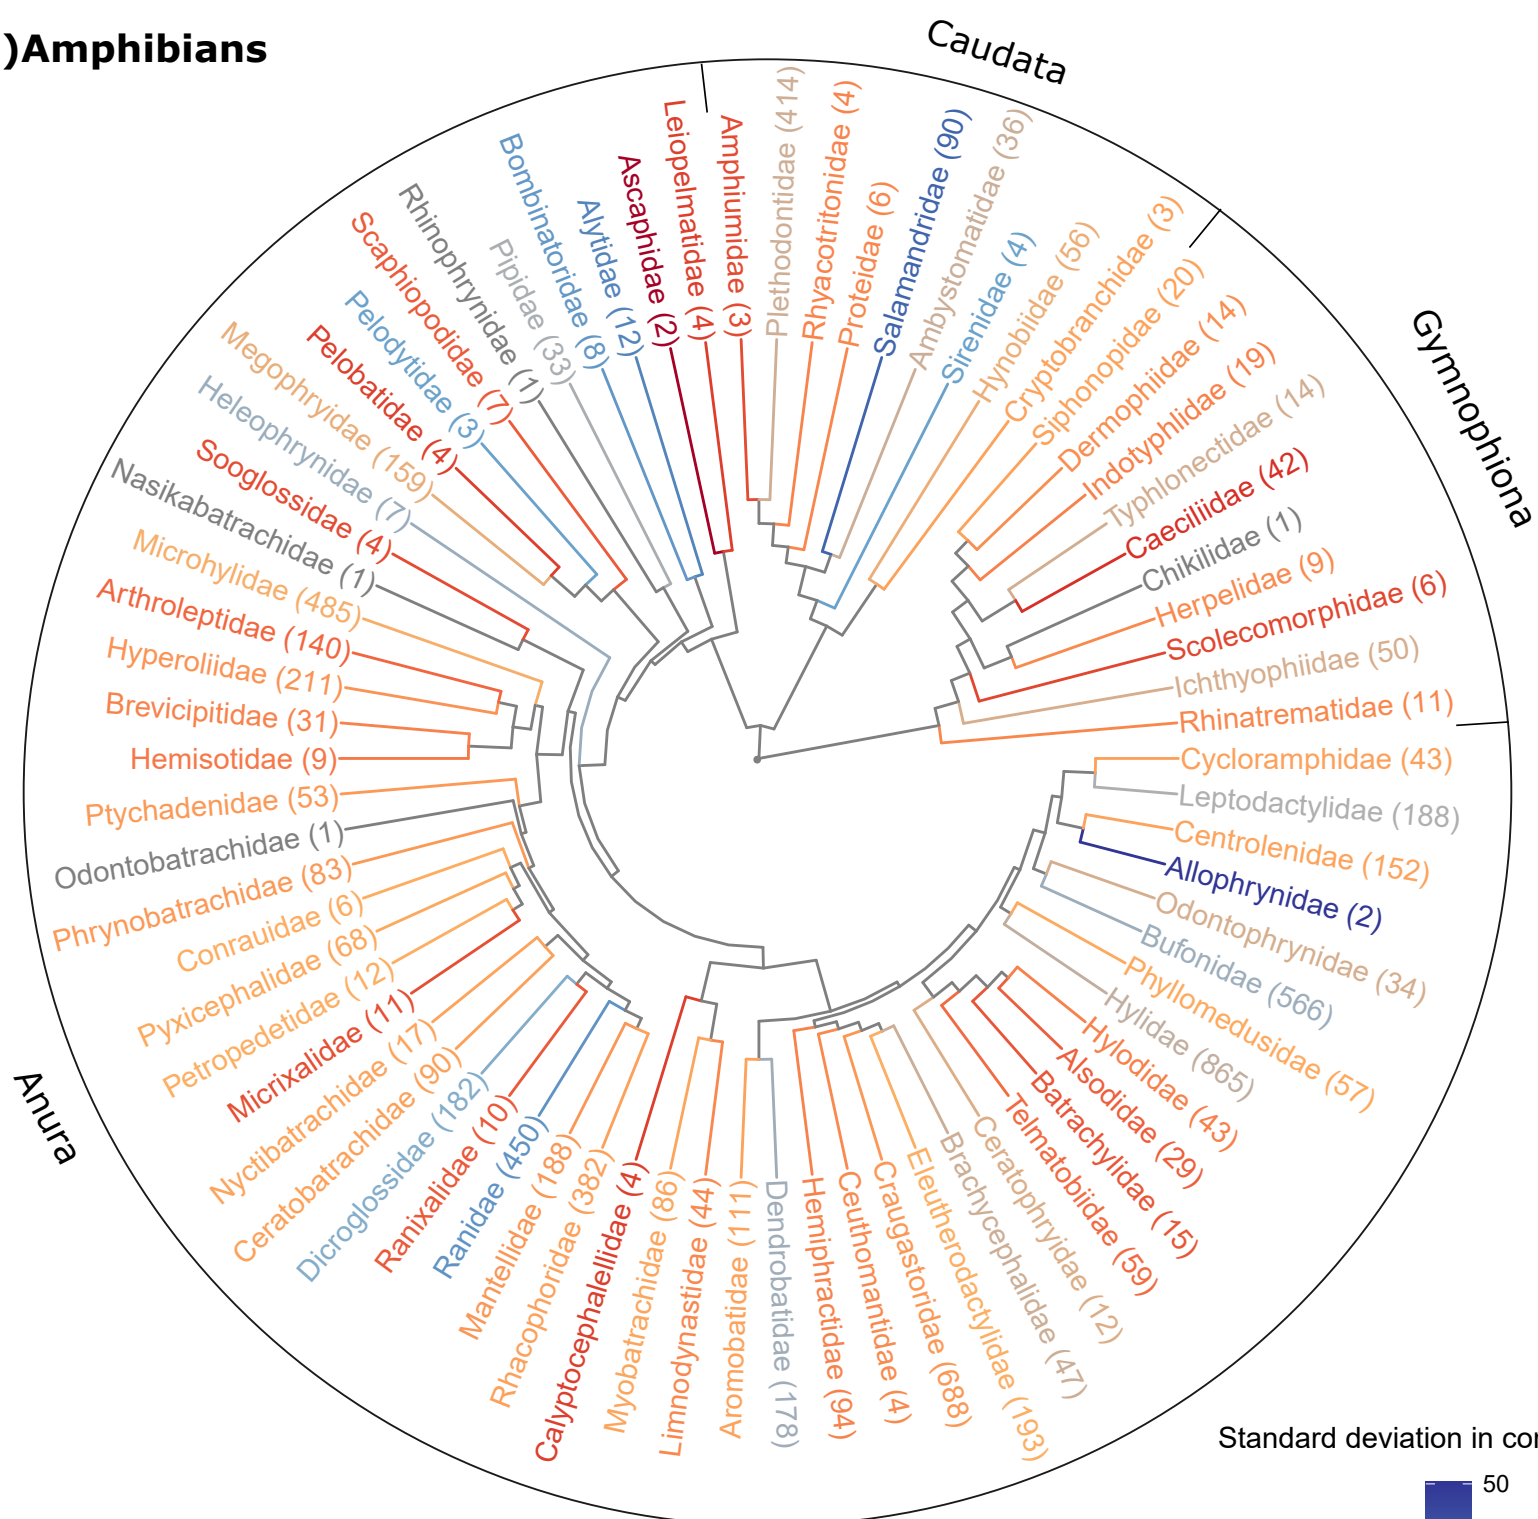 )Amphibians
Caudata
Gymnophiona
Anura
Leiopelmatidae (4)
Amphiumidae (3)
Plethodontidae (414)
Rhyacotritonidae (4)
Proteidae (6)
Salamandridae (90)
Ambystomatidae (36)
Sirenidae (4)
Hynobiidae (56)
Cryptobranchidae (3)
Siphonopidae (20)
Dermophiidae (14)
Indotyphlidae (19)
Typhlonectidae (14)
Caeciliidae (42)
Chikilidae (1)
Herpelidae (9)
Scolecomorphidae (6)
Ichthyophiidae (50)
Rhinatrematidae (11)
Cycloramphidae (43)
Leptodactylidae (188)
Centrolenidae (152)
Allophrynidae (2)
Odontophrynidae (34)
Bufonidae (566)
Phyllomedusidae (57)
Hylidae (865)
Hylodidae (43)
Alsodidae (29)
Batrachylidae (15)
Telmatobiidae (59)
Ceratophryidae (12)
Brachycephalidae (47)
Eleutherodactylidae (193)
Craugastoridae (688)
Ceuthomantidae (4)
Hemiphractidae (94)
Dendrobatidae (178)
Aromobatidae (111)
Limnodynastidae (44)
Myobatrachidae (86)
Calyptocephalellidae (4)
Rhacophoridae (382)
Mantellidae (188)
Ranidae (450)
Ranixalidae (10)
Dicroglossidae (182)
Ceratobatrachidae (90)
Nyctibatrachidae (17)
Micrixalidae (11)
Petropedetidae (12)
Pyxicephalidae (68)
Conrauidae (6)
Phrynobatrachidae (83)
Odontobatrachidae (1)
Ptychadenidae (53)
Hemisotidae (9)
Brevicipitidae (31)
Hyperoliidae (211)
Arthroleptidae (140)
Microhylidae (485)
Nasikabatrachidae (1)
Sooglossidae (4)
Heleophrynidae (7)
Megophryidae (159)
Pelobatidae (4)
Pelodytidae (3)
Scaphiopodidae (7)
Rhinophrynidae (1)
Pipidae (33)
Bombinatoridae (8)
Alytidae (12)
Ascaphidae (2)
Standard deviation in
50